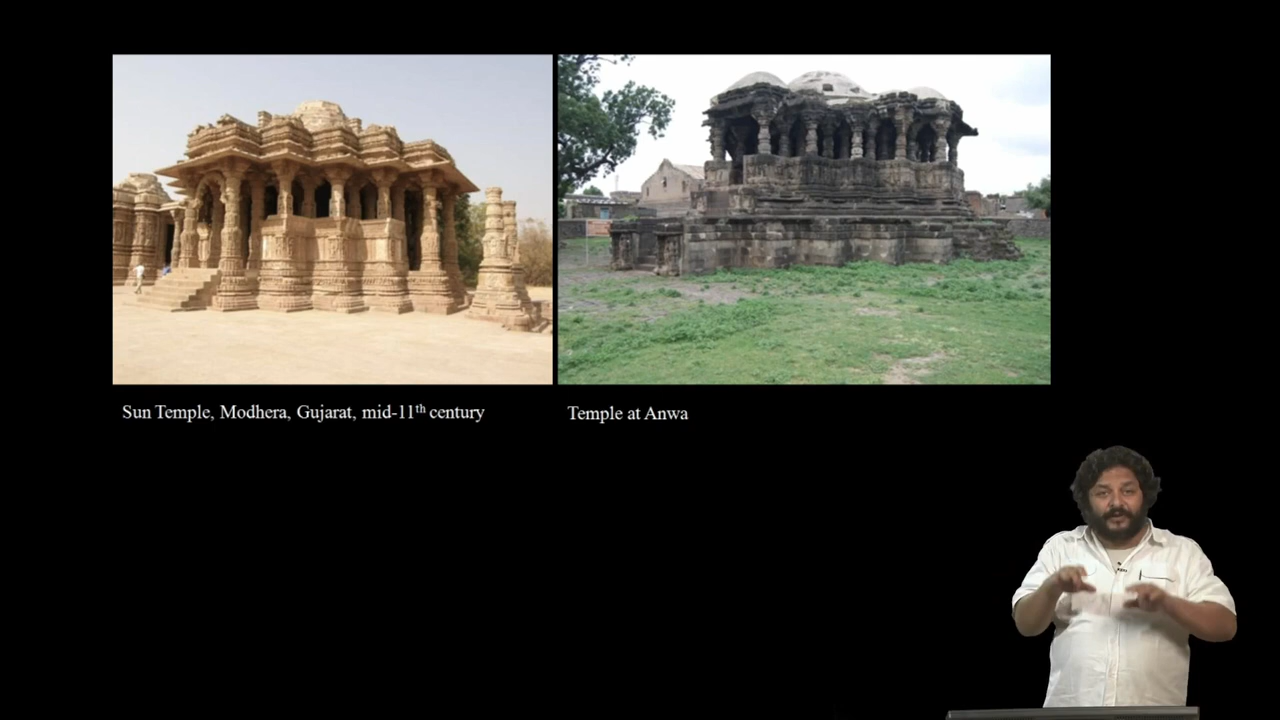 Sun Temple, Modhera, Gujarat, mid-11th century
Temple at Anwa